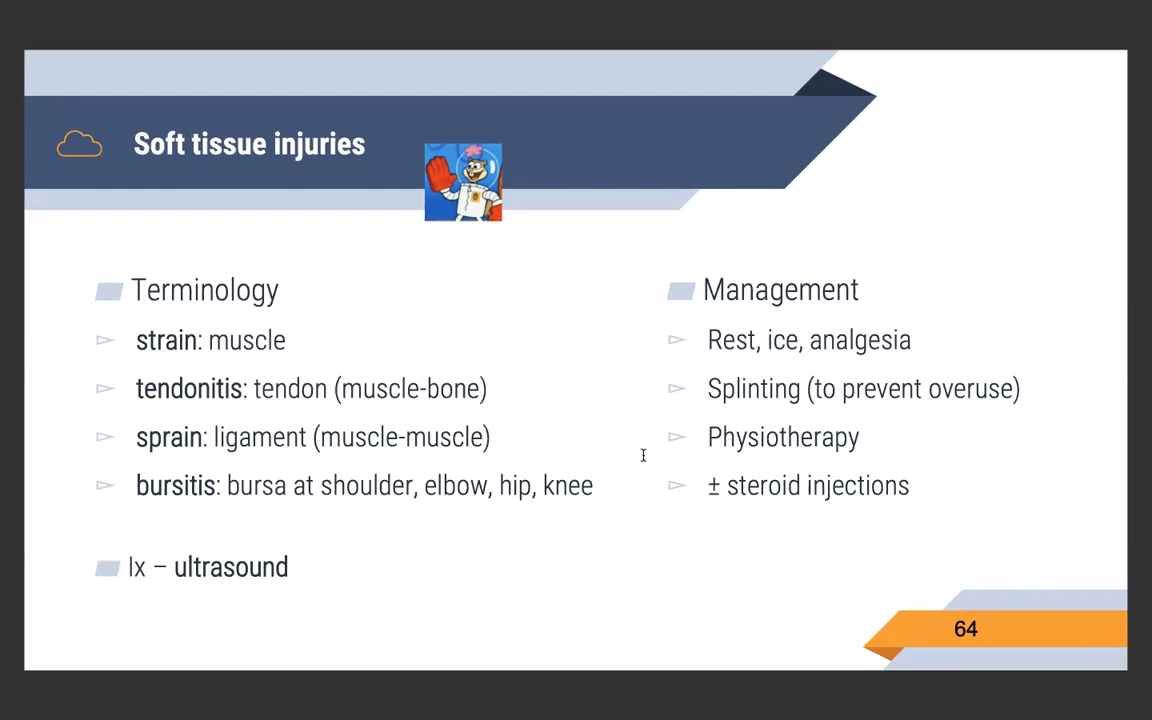 Soft tissue injuries
Terminology
strain: muscle
tendonitis: tendon (muscle-bone)
sprain: ligament (muscle-muscle)
bursitis: bursa at shoulder, elbow, hip, knee
Ix – ultrasound
Management
Rest, ice, analgesia
Splinting (to prevent overuse)
Physiotherapy
± steroid injections
64